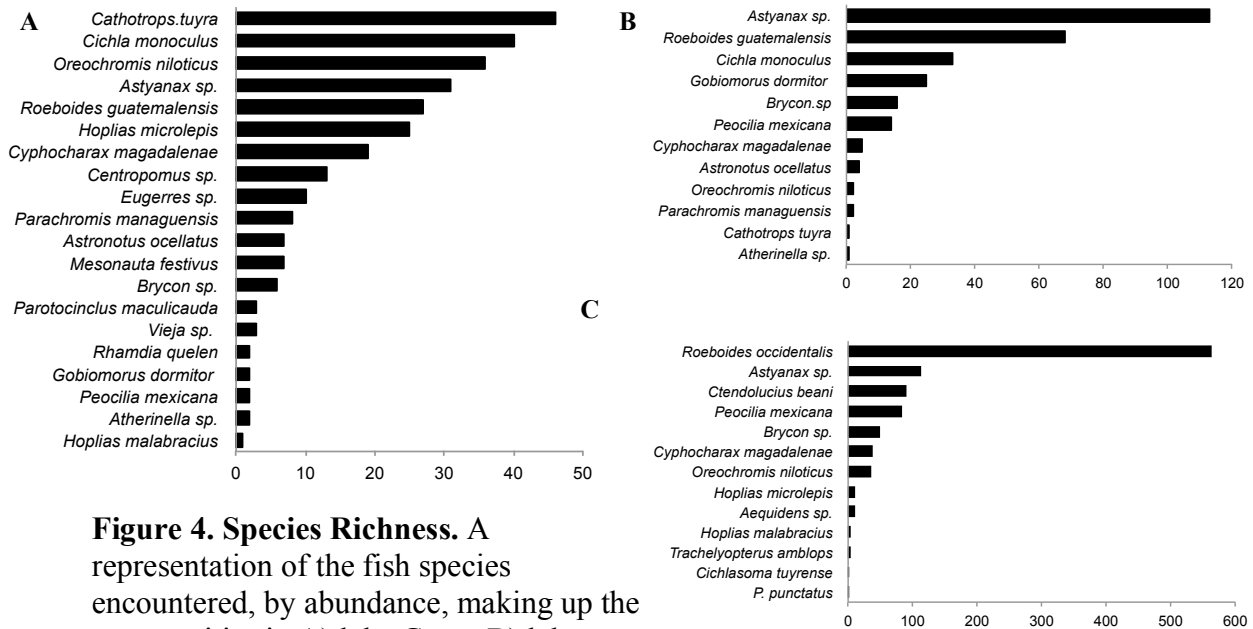 A
Cathotrops.tuyra
Cichla monoculus
Oreochromis niloticus
Astyanax sp.
Roeboides guatemalensis
Hoplias microlepis
Cyphocharax magadalenae
Centropomus sp.
Eugerres sp.
Parachromis managuensis
Astronotus ocellatus
Mesonauta festivus
Brycon sp.
Parotocinclus maculicauda
Vieja sp.
Rhamdia quelen
Gobiomorus dormitor
Peocilia mexicana
Atherinella sp.
Hoplias malabracius
0 10 20 30 40 50
B
Astyanax sp.
Roeboides guatemalensis
Cichla monoculus
Gobiomorus dormitor
Brycon.sp
Peocilia mexicana
Cyphocharax magadalenae
Astronotus ocellatus
Oreochromis niloticus
Parachromis managuensis
Cathotrops tuyra
Atherinella sp.
0 20 40 60 80 100 120
C
Roeboides occidentalis
Astyanax sp.
Ctendolucius beani
Peocilia mexicana
Brycon sp.
Cyphocharax magadalenae
Oreochromis niloticus
Hoplias microlepis
Aequidens sp.
Hoplias malabracius
Trachelyopterus amblops
Cichlasoma tuyrense
P. punctatus
0 100 200 300 400 500 600
Figure 4. Species Richness. A
representation of the fish species
encountered, by abundance, making up the
communities in A) lake Gatun, B) lake